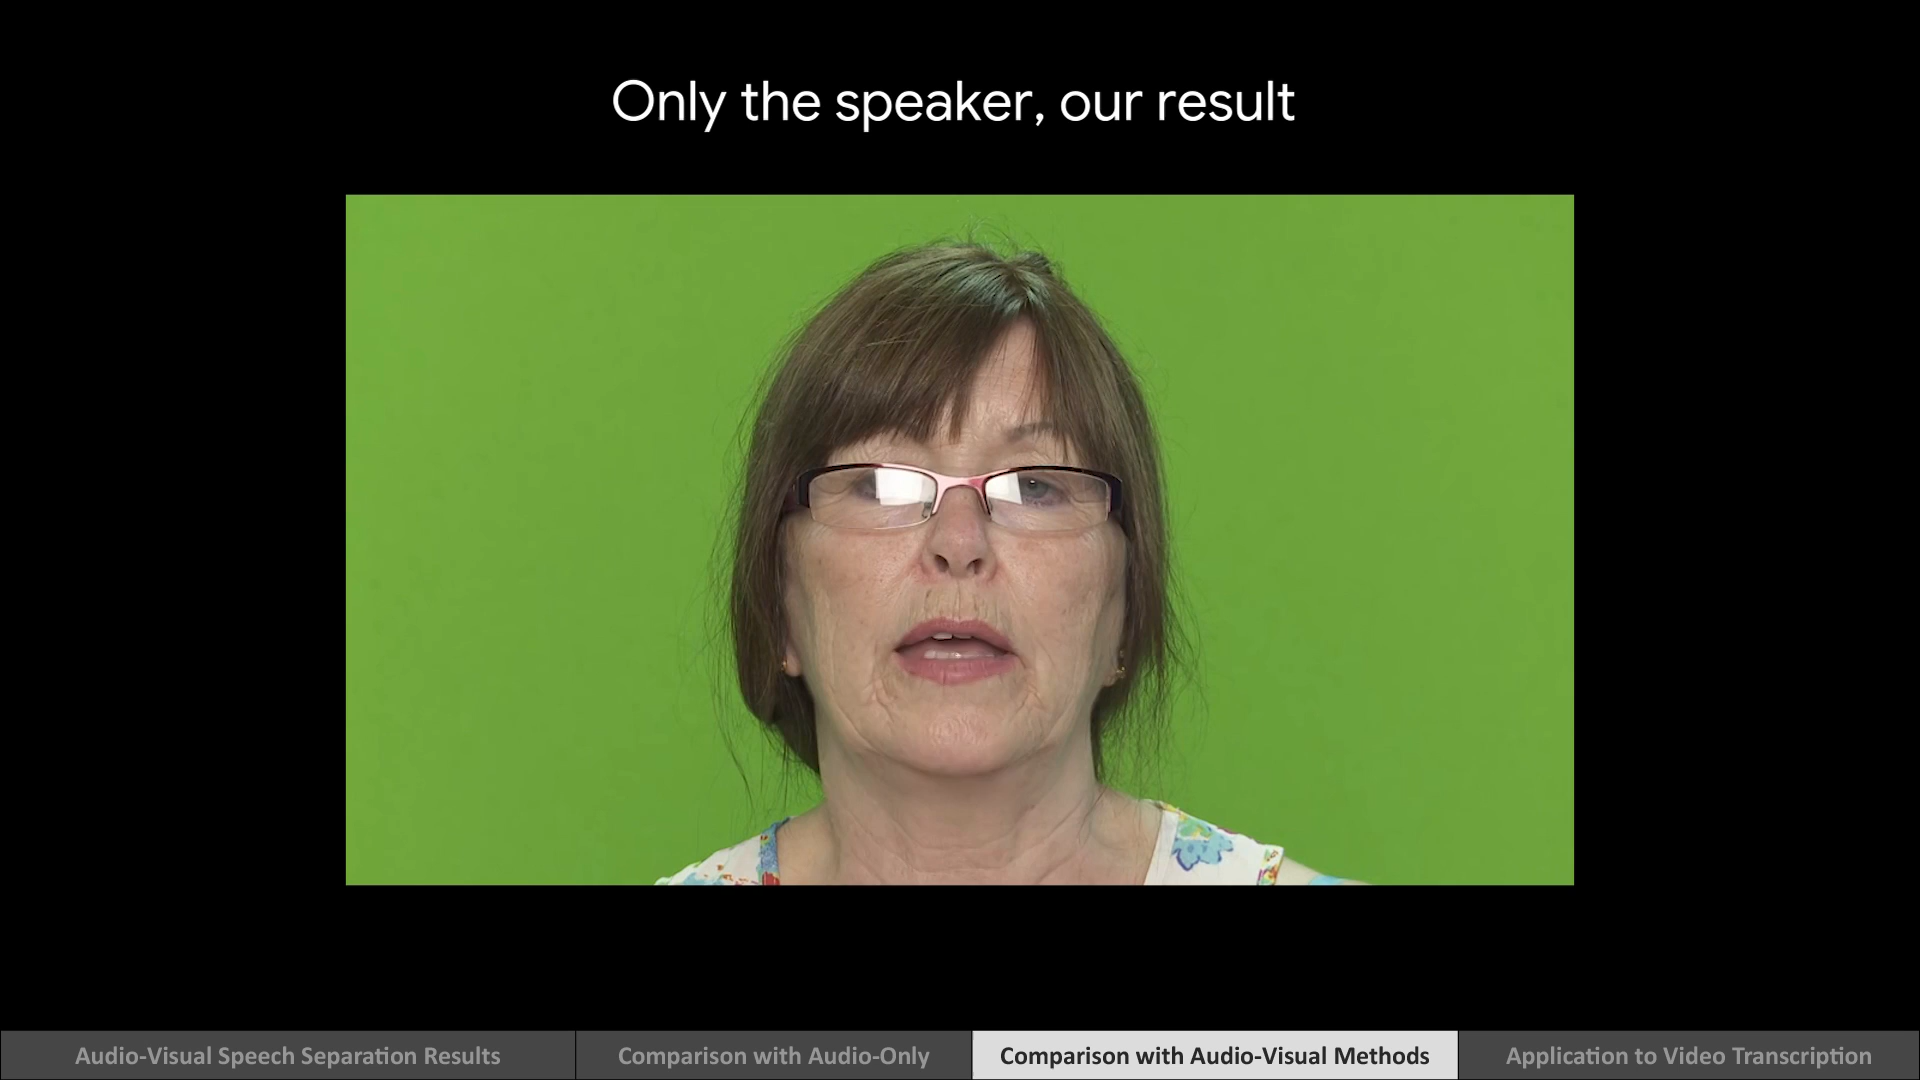 Only the speaker, our result
Audio-Visual Speech Separation Results
Comparison with Audio-Only
Comparison with Audio-Visual Methods
Application to Video Transcription